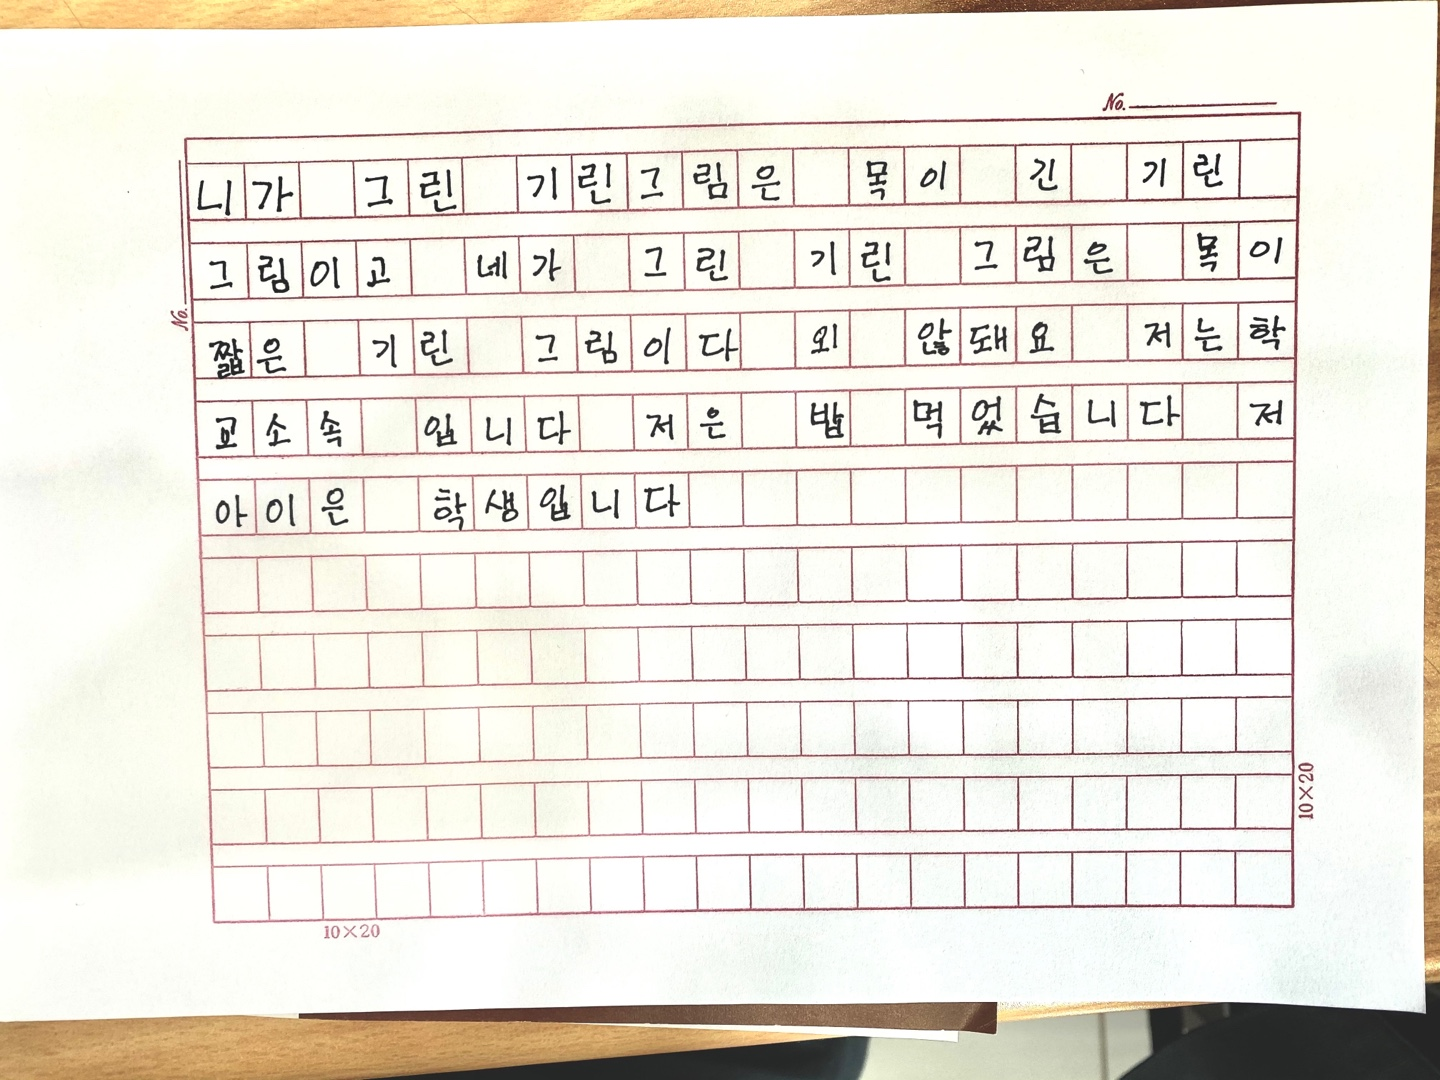 No.
니가 그린 기린그림은 목이 긴 기린
그림이고 네가 그린 기린 그림은 목이
No.
짧은 기린 그림이다 외 않돼요 저는학
교소속 입니다 저은 밥 먹었습니다 저
아이은 학생입니다
10×20
10×20